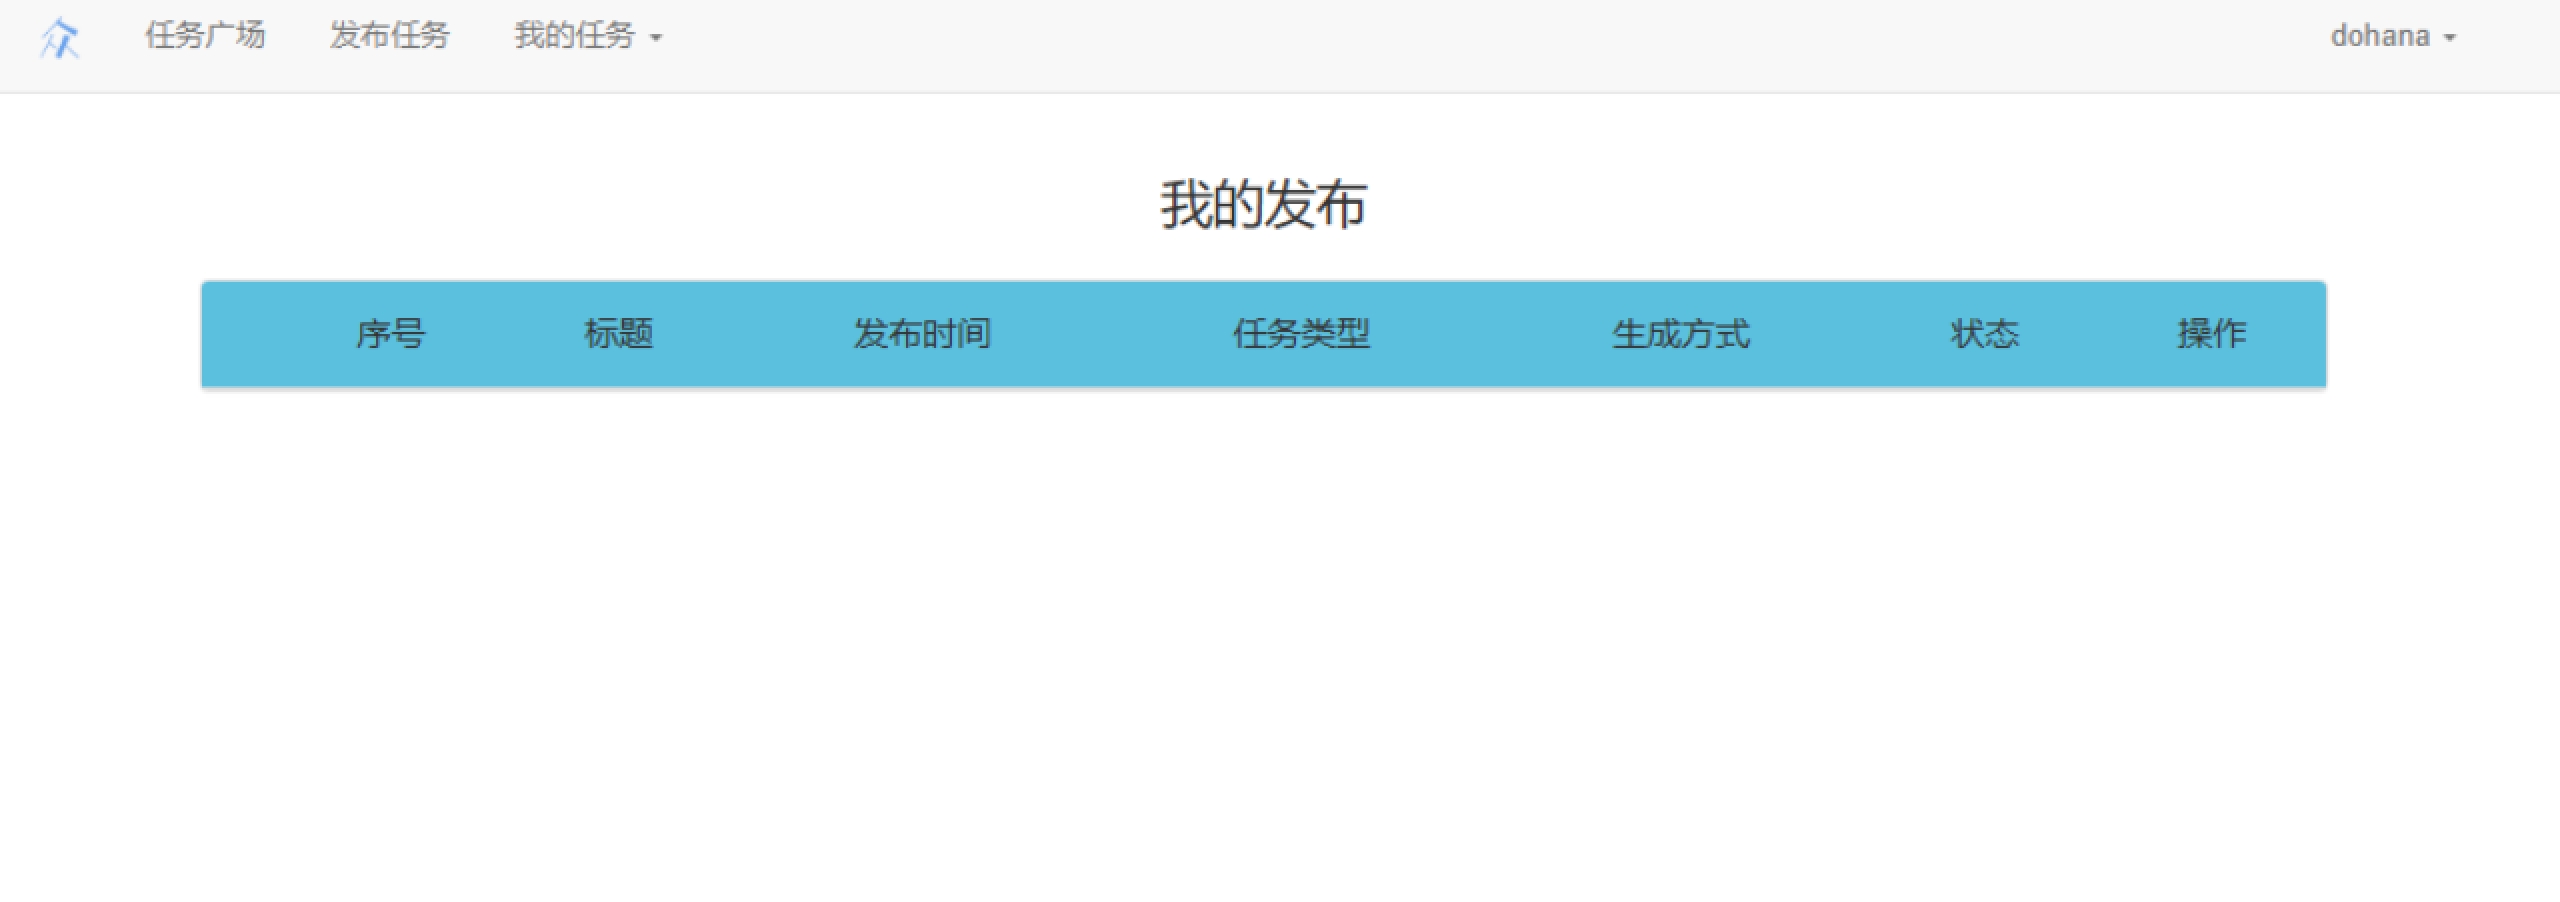 众 任务广场 发布任务 我的任务 dohana
我的发布
序号 标题 发布时间 任务类型 生成方式 状态 操作